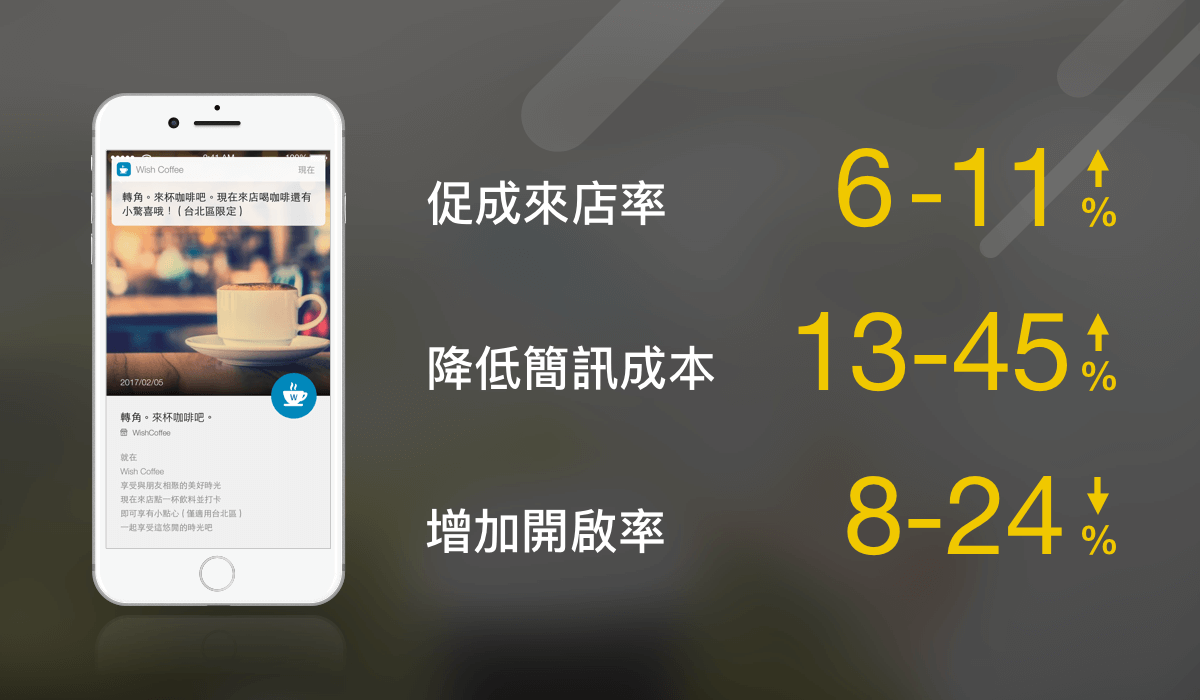 Wish Coffee
現在
轉角。來杯咖啡吧。現在來店喝咖啡還有
小驚喜哦！（台北區限定）
2017/02/05
W
轉角。來杯咖啡吧。
WishCoffee
就在
Wish Coffee
享受與朋友相聚的美好時光
現在來店點一杯飲料並打卡
即可享有小點心（僅適用台北區）
一起享受這悠閒的時光吧
促成來店率
6-11
%
降低簡訊成本
13-45
%
增加開啟率
8-24
%